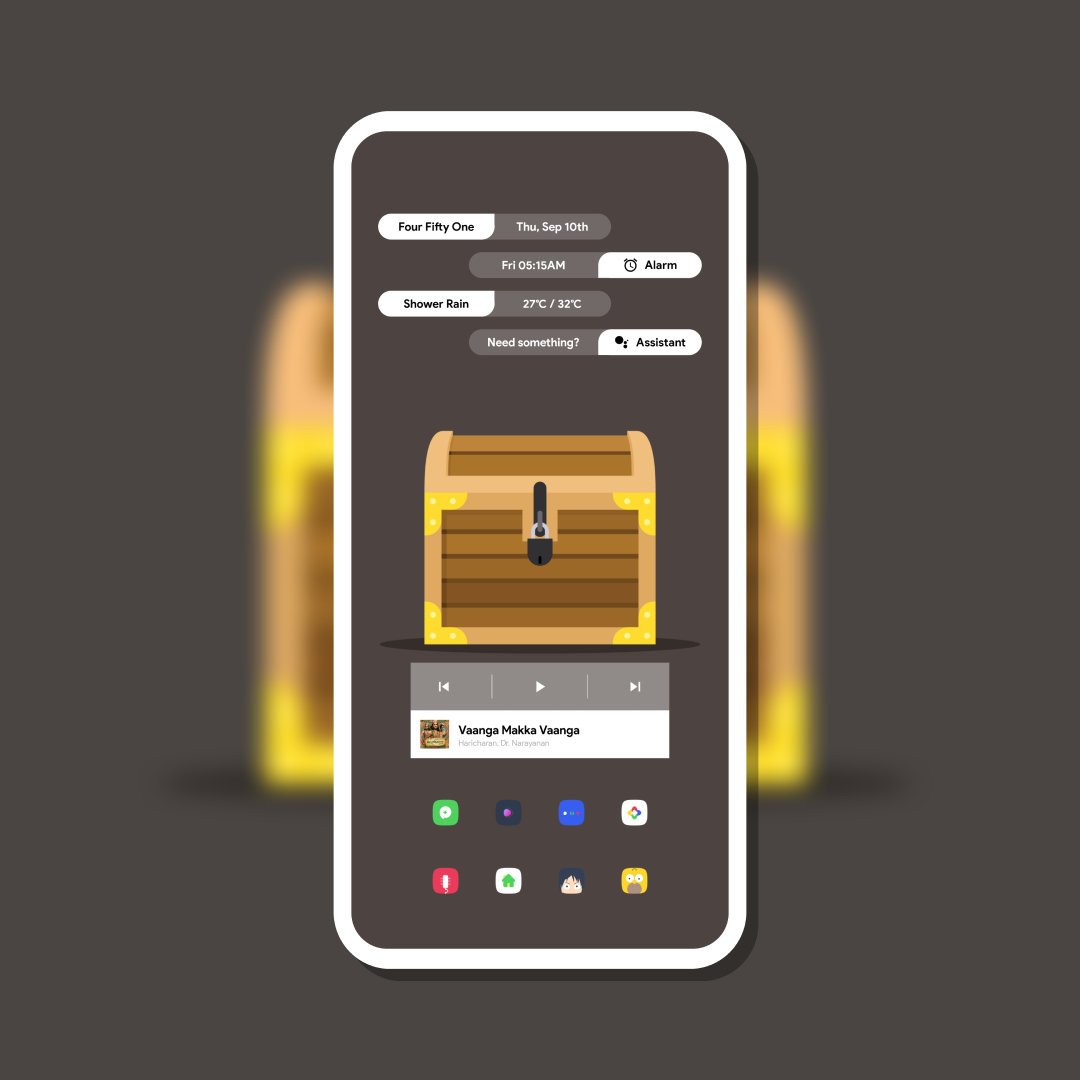 Four Fifty One Thu, Sep 10th
Fri 05:15AM Alarm
Shower Rain 27°C / 32°C
Need something? Assistant
Vaanga Makka Vaanga
Haricharan, Dr. Narayanan